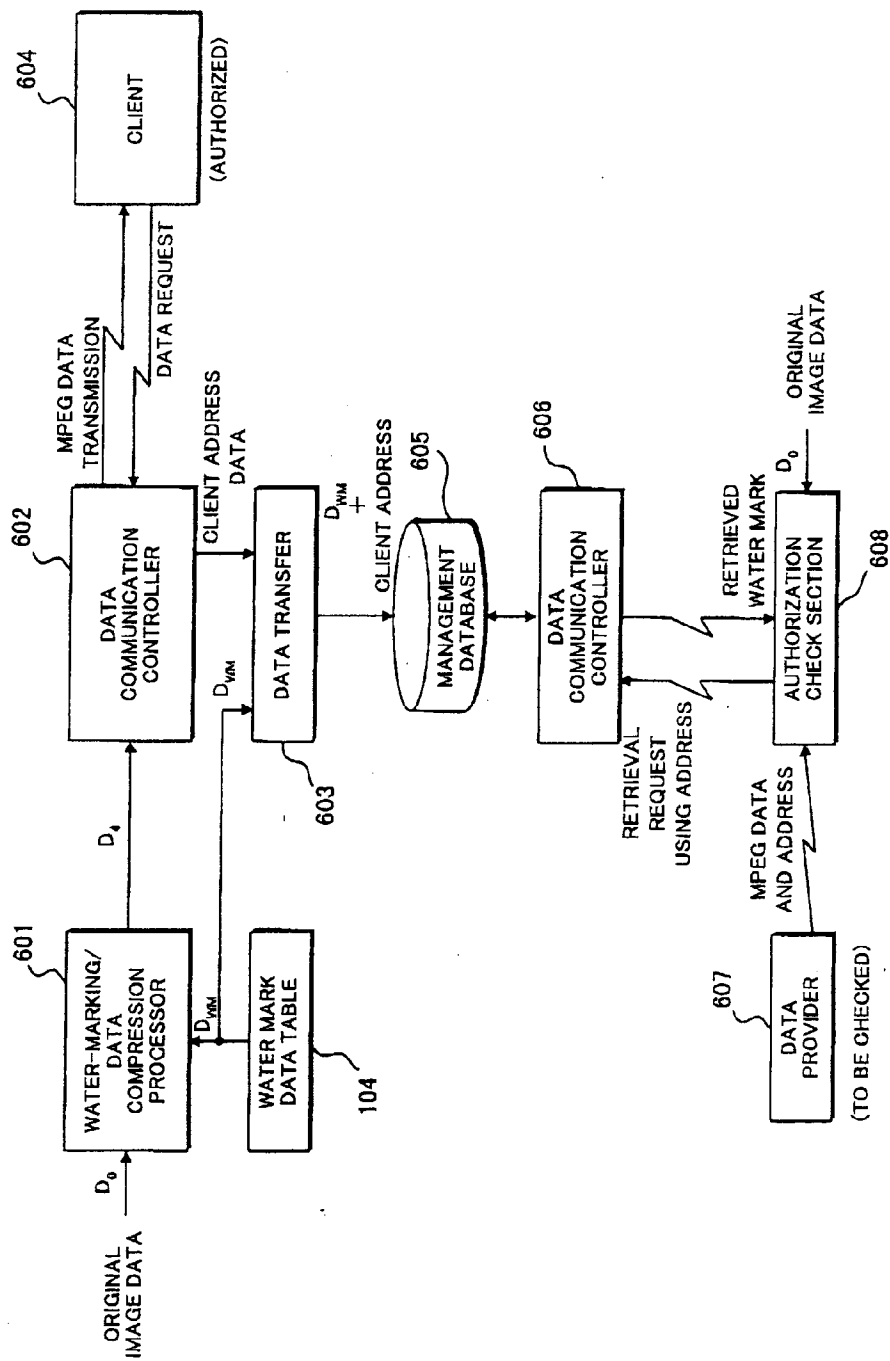 ORIGINAL
IMAGE DATA
D₀
601
WATER-MARKING/
DATA
COMPRESSION
PROCESSOR
D_WM
WATER MARK
DATA TABLE
104
D₄
602
DATA
COMMUNICATION
CONTROLLER
MPEG DATA
TRANSMISSION
DATA REQUEST
604
CLIENT
(AUTHORIZED)
CLIENT ADDRESS
DATA
D_WM
DATA TRANSFER
603
D_WM
+
CLIENT ADDRESS
605
MANAGEMENT
DATABASE
606
DATA
COMMUNICATION
CONTROLLER
RETRIEVAL
REQUEST
USING ADDRESS
RETRIEVED
WATER MARK
607
DATA
PROVIDER
(TO BE CHECKED)
MPEG DATA
AND ADDRESS
AUTHORIZATION
CHECK SECTION
608
D₀
ORIGINAL
IMAGE DATA